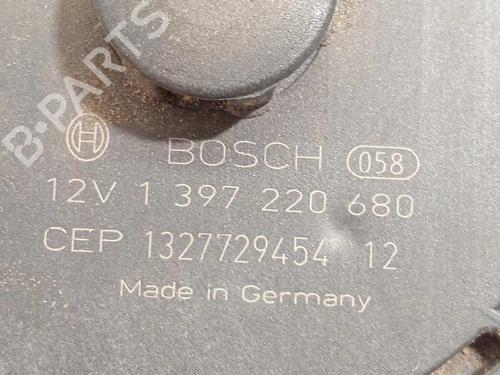 B-PARTS
BOSCH 058
12V 1 397 220 680
CEP 1327729454 12
Made in Germany